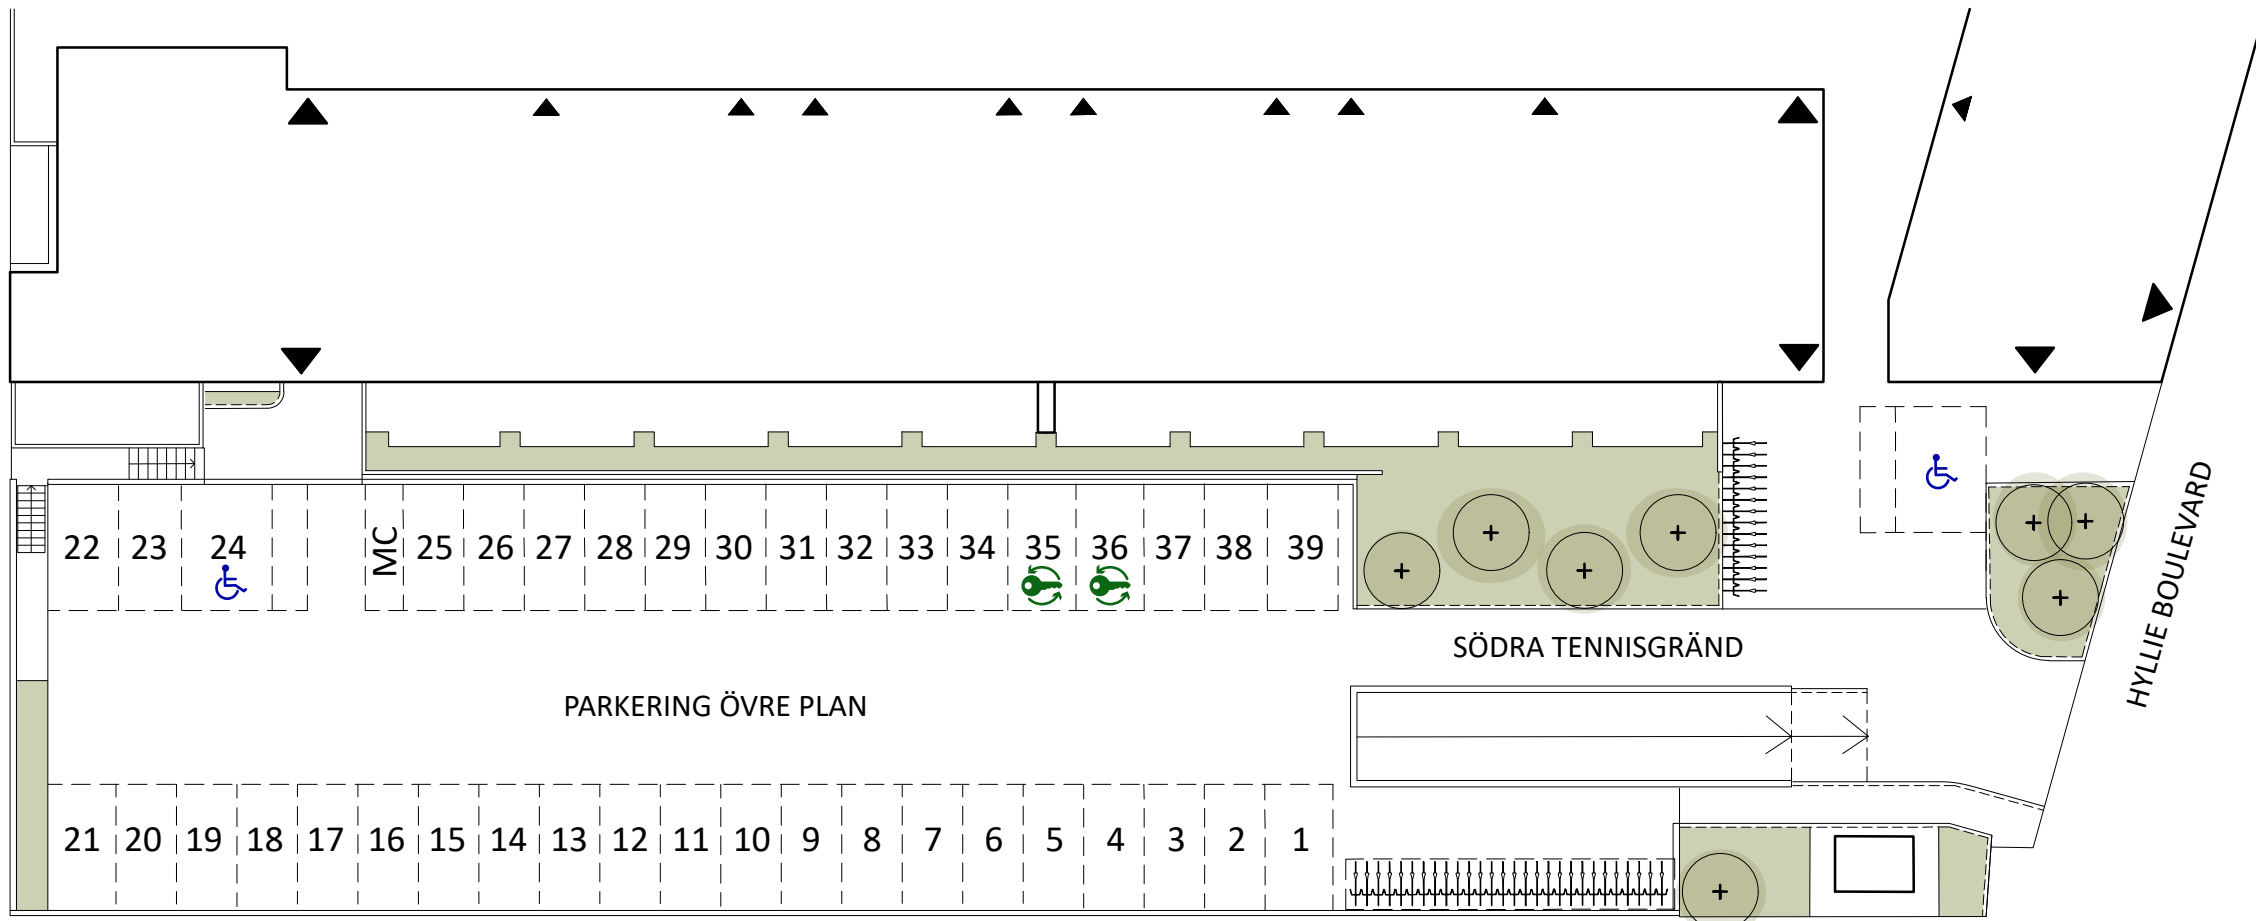 22 23 24 MC 25 26 27 28 29 30 31 32 33 34 35 36 37 38 39
HYLLIE BOULEVARD
SÖDRA TENNISGRÄND
PARKERING ÖVRE PLAN
21 20 19 18 17 16 15 14 13 12 11 10 9 8 7 6 5 4 3 2 1